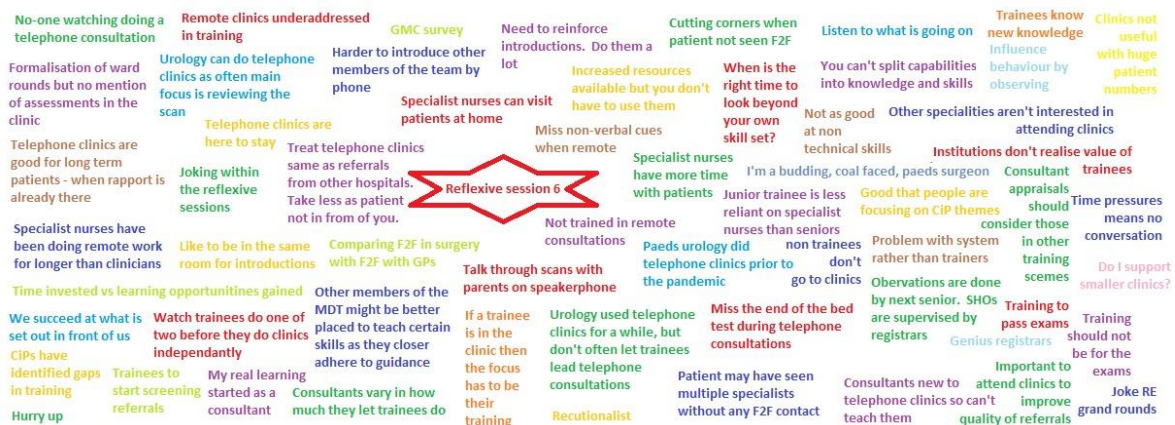 No-one watching doing a
telephone consultation
Remote clinics underaddressed
in training
GMC survey
Need to reinforce
introductions. Do them a
lot
Cutting corners when
patient not seen F2F
Listen to what is going on
Trainees know
new knowledge
Clinics not
useful
with huge
patient
numbers
Formalisation of ward
rounds but no mention
of assessments in the
clinic
Urology can do telephone
clinics as often main
focus is reviewing the
scan
Harder to introduce other
members of the team by
phone
Increased resources
available but you don't
have to use them
When is the
right time to
look beyond
your own
skill set?
You can't split capabilities
into knowledge and skills
Influence
behaviour by
observing
Specialist nurses can visit
patients at home
Telephone clinics are
here to stay
Miss non-verbal cues
when remote
Not as good
at non
technical skills
Other specialities aren't interested in
attending clinics
Telephone clinics are
good for long term
patients - when rapport is
already there
Joking within
the reflexive
sessions
Treat telephone clinics
same as referrals
from other hospitals.
Take less as patient
not in from of you.
Reflexive session 6
Specialist nurses
have more time
with patients
Institutions don't realise value of
trainees
I'm a budding, coal faced, paeds surgeon
Junior trainee is less
reliant on specialist
nurses than seniors
Good that people are
focusing on CiP themes
Consultant
appraisals
should
consider those
in other
training
schemes
Time pressures
means no
conversation
Specialist nurses have
been doing remote work
for longer than clinicians
Like to be in the same
room for introductions
Comparing F2F in surgery
with F2F with GPs
Not trained in remote
consultations
Paeds urology did
telephone clinics prior to
the pandemic
non trainees
don't
go to clinics
Problem with system
rather than trainers
Do I support
smaller clinics?
Talk through scans with
parents on speakerphone
Time invested vs learning opportunitines gained
Other members of the
MDT might be better
placed to teach certain
skills as they closer
adhere to guidance
Obervations are done
by next senior. SHOs
are supervised by
registrars
Training to
pass exams
We succeed at what is
set out in front of us
Watch trainees do one of
two before they do clinics
independantly
If a trainee
is in the
clinic then
the focus
has to be
their
training
Urology used telephone
clinics for a while, but
don't often let trainees
lead telephone
consultations
Miss the end of the bed
test during telephone
consultations
Genius registrars
Training
should not
be for the
exams
CiPs have
identified gaps
in training
Trainees to
start screening
referrals
My real learning
started as a
consultant
Consultants vary in how
much they let trainees do
Recutionalist
Patient may have seen
multiple specialists
without any F2F contact
Consultants new to
telephone clinics so can't
teach them
Important to
attend clinics to
improve
quality of referrals
Joke RE
grand rounds
Hurry up